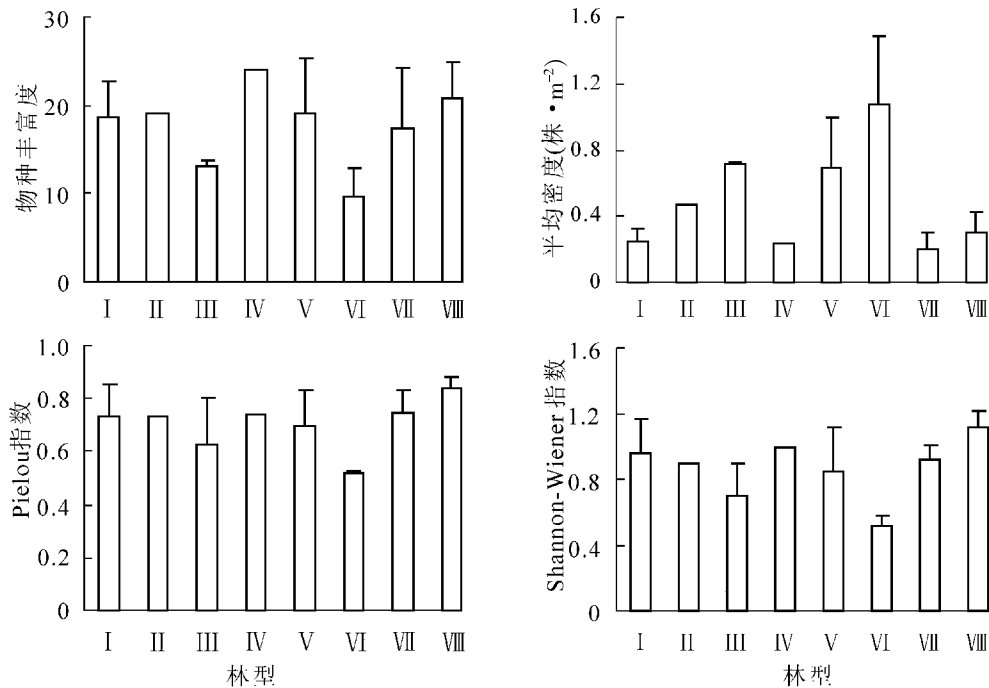 物种丰富度
30
20
10
0
I II III IV V VI VII VIII
平均密度(株·m⁻²)
1.6
1.2
0.8
0.4
0
I II III IV V VI VII VIII
Pielou指数
1.0
0.8
0.6
0.4
0.2
0
I II III IV V VI VII VIII
林型
Shannon-Wiener指数
1.6
1.2
0.8
0.4
0
I II III IV V VI VII VIII
林型